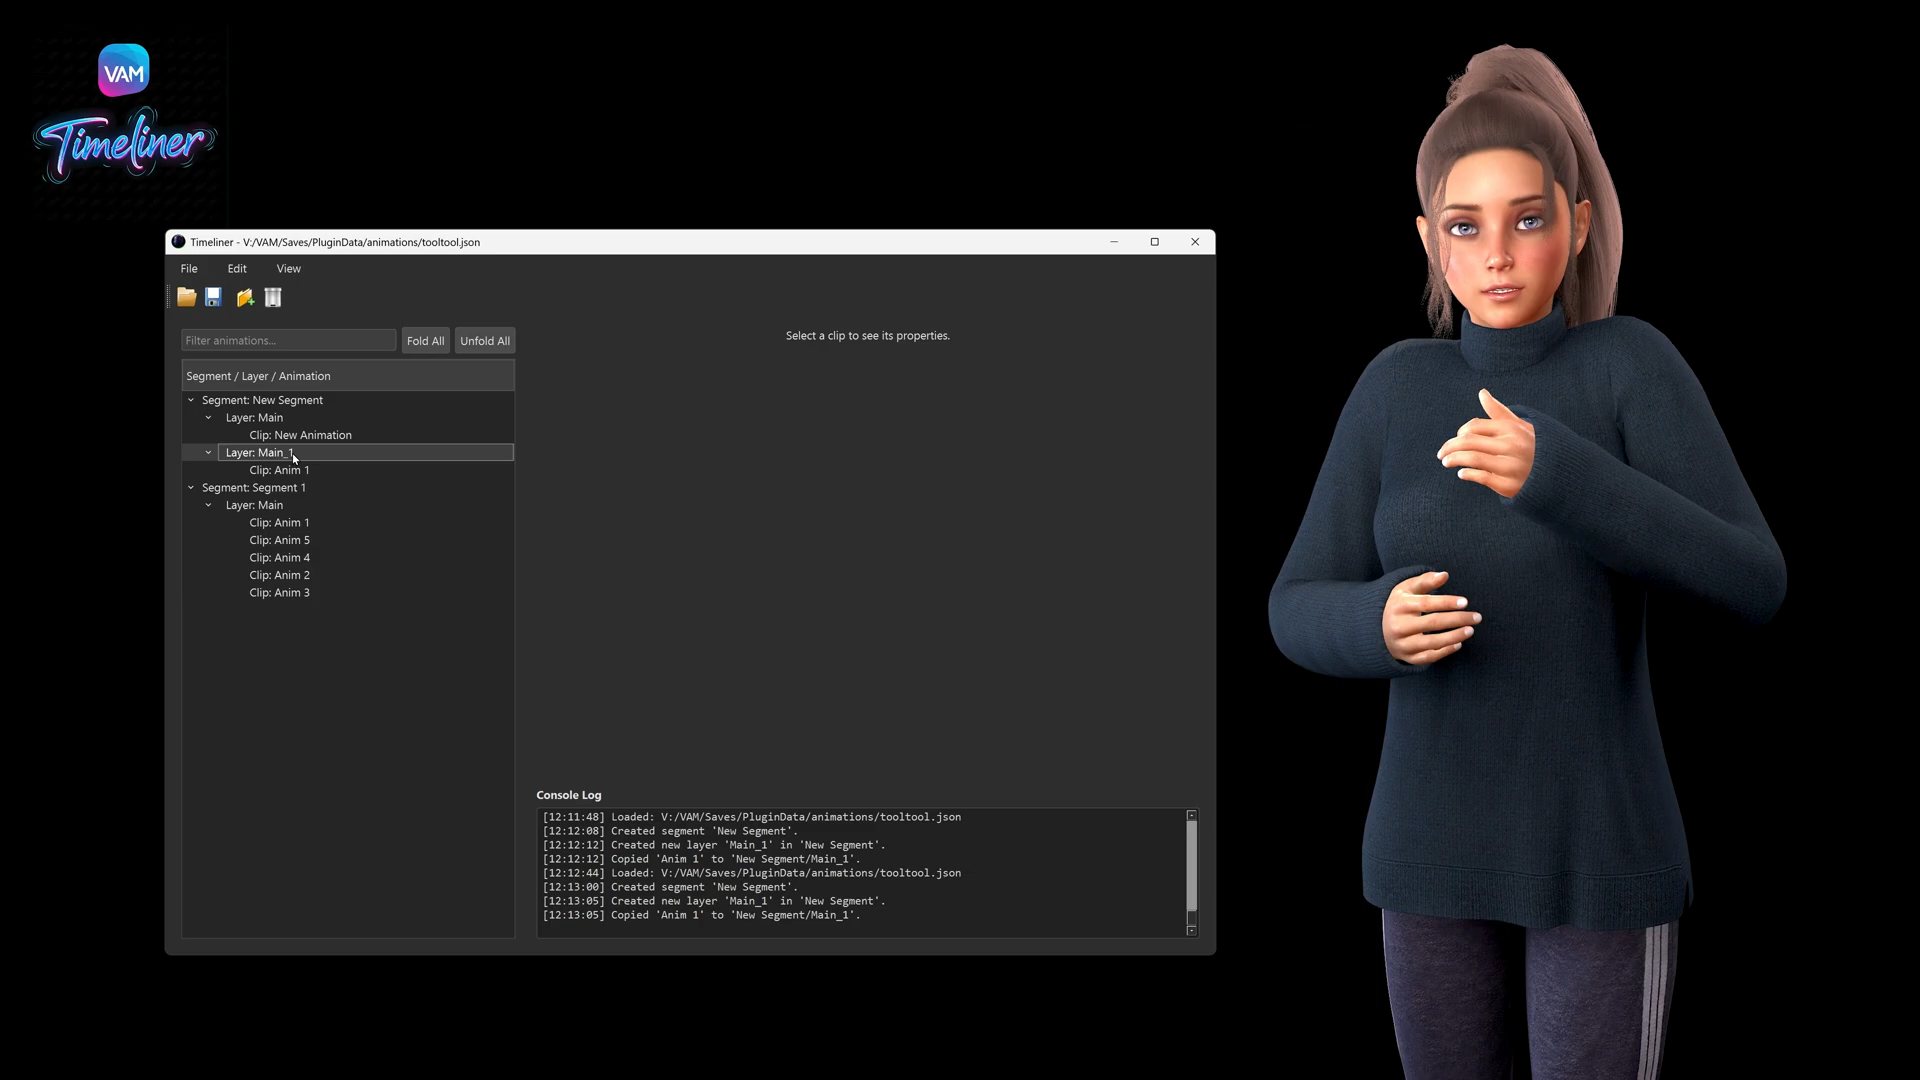 VAM
Timeliner
Timeliner - V:/VAM/Saves/PluginData/animations/tooltool.json
File Edit View
Filter animations...
Fold All
Unfold All
Select a clip to see its properties.
Segment / Layer / Animation
Segment: New Segment
Layer: Main
Clip: New Animation
Layer: Main_1
Clip: Anim 1
Segment: Segment 1
Layer: Main
Clip: Anim 1
Clip: Anim 5
Clip: Anim 4
Clip: Anim 2
Clip: Anim 3
Console Log
[12:11:48] Loaded: V:/VAM/Saves/PluginData/animations/tooltool.json
[12:12:08] Created segment 'New Segment'.
[12:12:12] Created new layer 'Main_1' in 'New Segment'.
[12:12:12] Copied 'Anim 1' to 'New Segment/Main_1'.
[12:12:44] Loaded: V:/VAM/Saves/PluginData/animations/tooltool.json
[12:13:00] Created segment 'New Segment'.
[12:13:05] Created new layer 'Main_1' in 'New Segment'.
[12:13:05] Copied 'Anim 1' to 'New Segment/Main_1'.